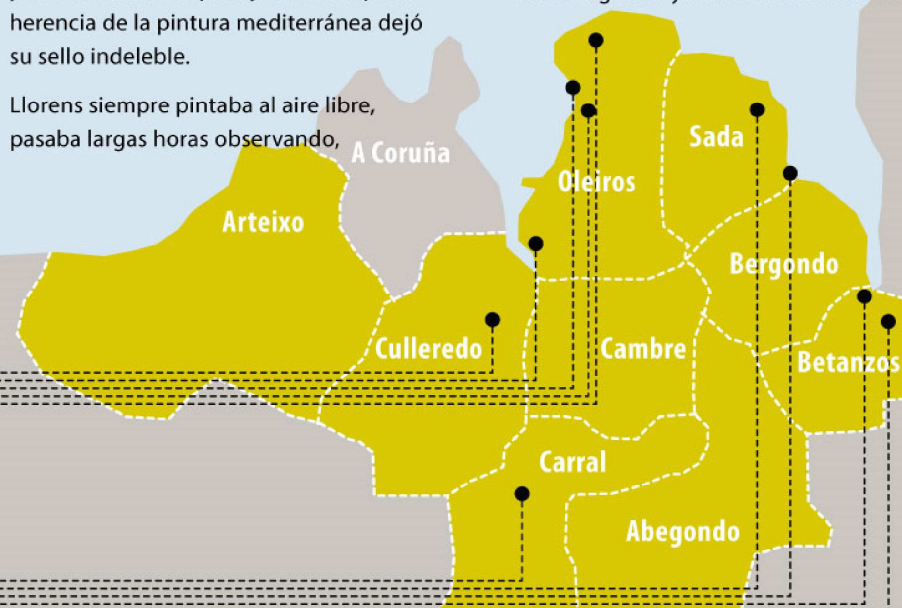 herencia de la pintura mediterránea dejó
su sello indeleble.
Llorens siempre pintaba al aire libre,
pasaba largas horas observando,
A Coruña
Sada
Oleiros
Arteixo
Bergondo
Culleredo
Cambre
Betanzos
Carral
Abegondo